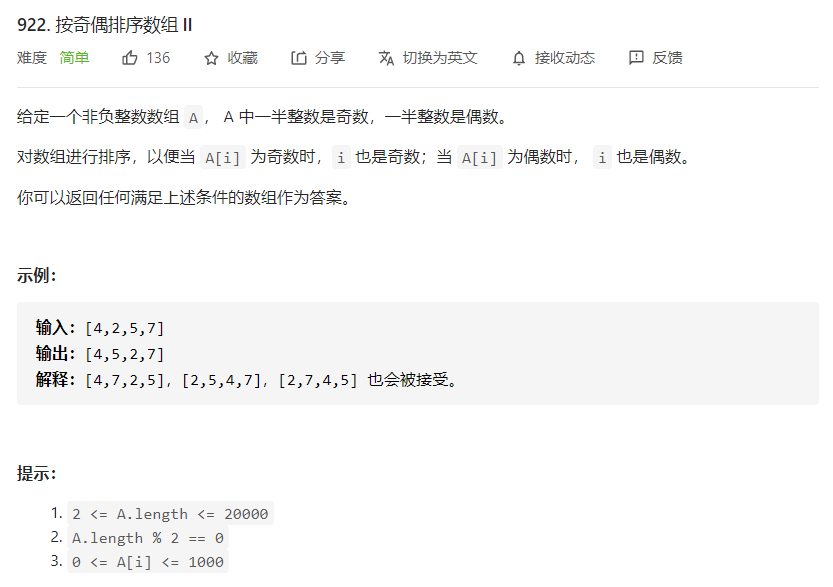 922. 按奇偶排序数组 II
难度 简单 136 收藏 分享 切换为英文 接收动态 反馈
给定一个非负整数数组 A， A 中一半整数是奇数，一半整数是偶数。
对数组进行排序，以便当 A[i] 为奇数时，i 也是奇数；当 A[i] 为偶数时， i 也是偶数。
你可以返回任何满足上述条件的数组作为答案。
示例：
输入：[4,2,5,7]
输出：[4,5,2,7]
解释：[4,7,2,5]，[2,5,4,7]，[2,7,4,5] 也会被接受。
提示：
1. 2 <= A.length <= 20000
2. A.length % 2 == 0
3. 0 <= A[i] <= 1000